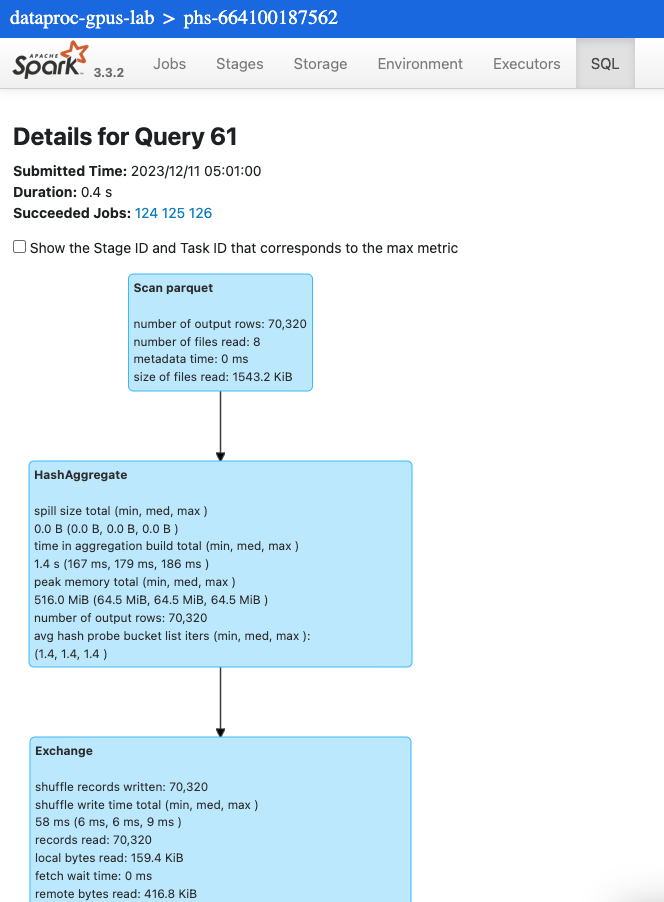 dataproc-gpus-lab > phs-664100187562
APACHE
Spark 3.3.2 Jobs Stages Storage Environment Executors SQL
Details for Query 61
Submitted Time: 2023/12/11 05:01:00
Duration: 0.4 s
Succeeded Jobs: 124 125 126
Show the Stage ID and Task ID that corresponds to the max metric
Scan parquet
number of output rows: 70,320
number of files read: 8
metadata time: 0 ms
size of files read: 1543.2 KiB
HashAggregate
spill size total (min, med, max )
0.0 B (0.0 B, 0.0 B, 0.0 B )
time in aggregation build total (min, med, max )
1.4 s (167 ms, 179 ms, 186 ms )
peak memory total (min, med, max )
516.0 MiB (64.5 MiB, 64.5 MiB, 64.5 MiB )
number of output rows: 70,320
avg hash probe bucket list iters (min, med, max ):
(1.4, 1.4, 1.4 )
Exchange
shuffle records written: 70,320
shuffle write time total (min, med, max )
58 ms (6 ms, 6 ms, 9 ms )
records read: 70,320
local bytes read: 159.4 KiB
fetch wait time: 0 ms
remote bytes read: 416.8 KiB